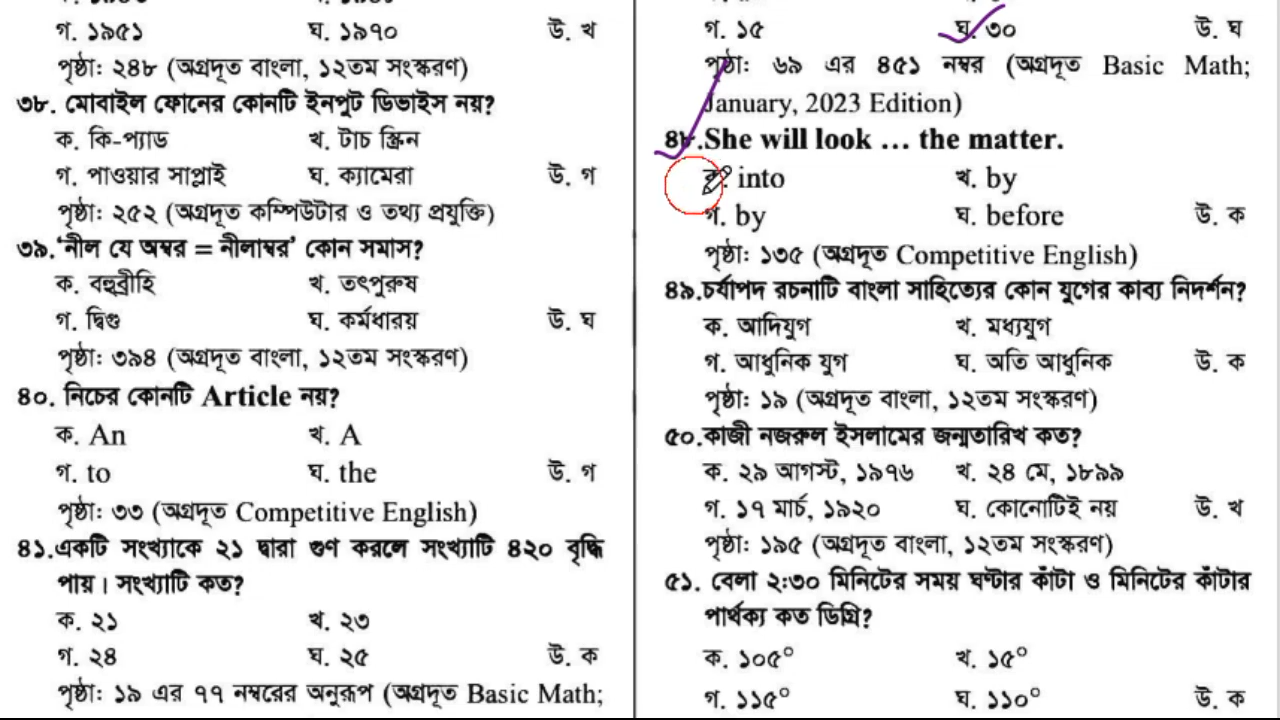 গ. ১৯৫১ ঘ. ১৯৭০ উ. খ
পৃষ্ঠা: ২৪৮ (অগ্রদূত বাংলা, ১২তম সংস্করণ)
৩৮. মোবাইল ফোনের কোনটি ইনপুট ডিভাইস নয়?
ক. কি-প্যাড খ. টাচ স্ক্রিন
গ. পাওয়ার সাপ্লাই ঘ. ক্যামেরা উ. গ
পৃষ্ঠা: ২৫২ (অগ্রদূত কম্পিউটার ও তথ্য প্রযুক্তি)
৩৯. ‘নীল যে অম্বর = নীলাম্বর’ কোন সমাস?
ক. বহুব্রীহি খ. তৎপুরুষ
গ. দ্বিগু ঘ. কর্মধারয় উ. ঘ
পৃষ্ঠা: ৩৯৪ (অগ্রদূত বাংলা, ১২তম সংস্করণ)
৪০. নিচের কোনটি Article নয়?
ক. An খ. A
গ. to ঘ. the উ. গ
পৃষ্ঠা: ৩৩ (অগ্রদূত Competitive English)
৪১. একটি সংখ্যাকে ২১ দ্বারা গুণ করলে সংখ্যাটি ৪২০ বৃদ্ধি
পায়। সংখ্যাটি কত?
ক. ২১ খ. ২৩
গ. ২৪ ঘ. ২৫ উ. ক
পৃষ্ঠা: ১৯ এর ৭৭ নম্বরের অনুরূপ (অগ্রদূত Basic Math;
গ. ১৫ ঘ. ৩০ উ. ঘ
পৃষ্ঠা: ৬৯ এর ৪৫১ নম্বর (অগ্রদূত Basic Math;
January, 2023 Edition)
৪৮. She will look ... the matter.
ক. into খ. by
গ. by ঘ. before উ. ক
পৃষ্ঠা: ১৩৫ (অগ্রদূত Competitive English)
৪৯. চর্যাপদ রচনাটি বাংলা সাহিত্যের কোন যুগের কাব্য নিদর্শন?
ক. আদিযুগ খ. মধ্যযুগ
গ. আধুনিক যুগ ঘ. অতি আধুনিক উ. ক
পৃষ্ঠা: ১৯ (অগ্রদূত বাংলা, ১২তম সংস্করণ)
৫০. কাজী নজরুল ইসলামের জন্মতারিখ কত?
ক. ২৯ আগস্ট, ১৯৭৬ খ. ২৪ মে, ১৮৯৯
গ. ১৭ মার্চ, ১৯২০ ঘ. কোনোটিই নয় উ. খ
পৃষ্ঠা: ১৯৫ (অগ্রদূত বাংলা, ১২তম সংস্করণ)
৫১. বেলা ২:৩০ মিনিটের সময় ঘণ্টার কাঁটা ও মিনিটের কাঁটার
পার্থক্য কত ডিগ্রি?
ক. ১০৫° খ. ১৫°
গ. ১১৫° ঘ. ১১০° উ. ক